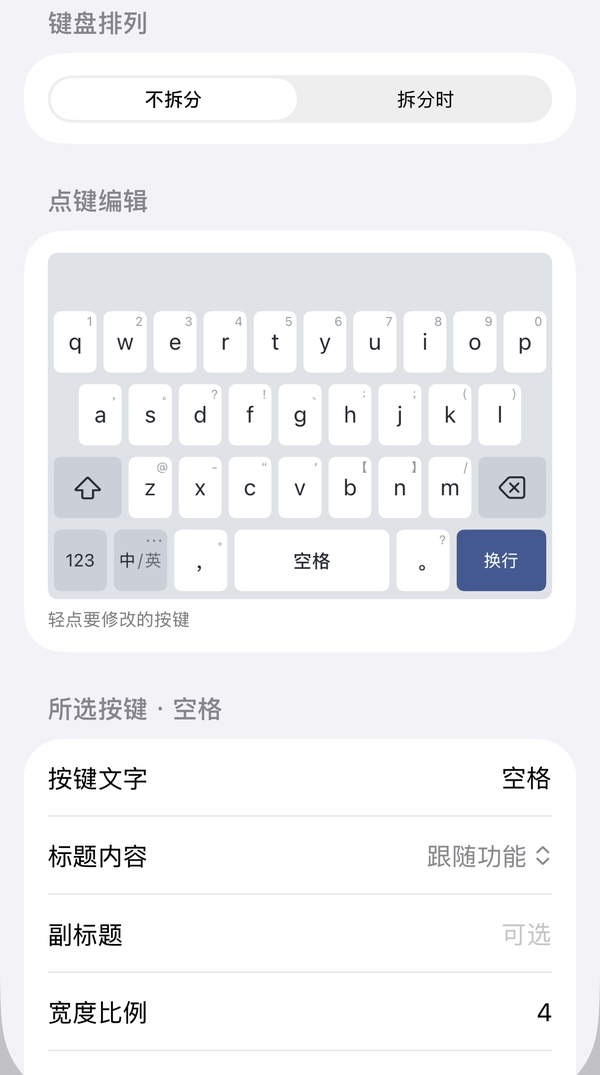 键盘排列
不拆分 拆分时
点键编辑
1 2 3 4 5 6 7 8 9 0
q w e r t y u i o p
， 。 ? ! 、 : ; ( )
a s d f g h j k l
@ - “ ′ 【 】 /
z x c v b n m
… 。 ?
123 中/英 ， 空格 。 换行
轻点要修改的按键
所选按键 · 空格
按键文字 空格
标题内容 跟随功能
副标题 可选
宽度比例 4